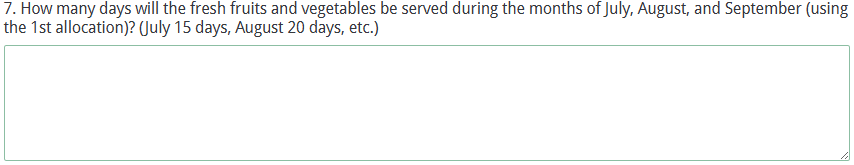 7. How many days will the fresh fruits and vegetables be served during the months of July, August, and September (using
the 1st allocation)? (July 15 days, August 20 days, etc.)